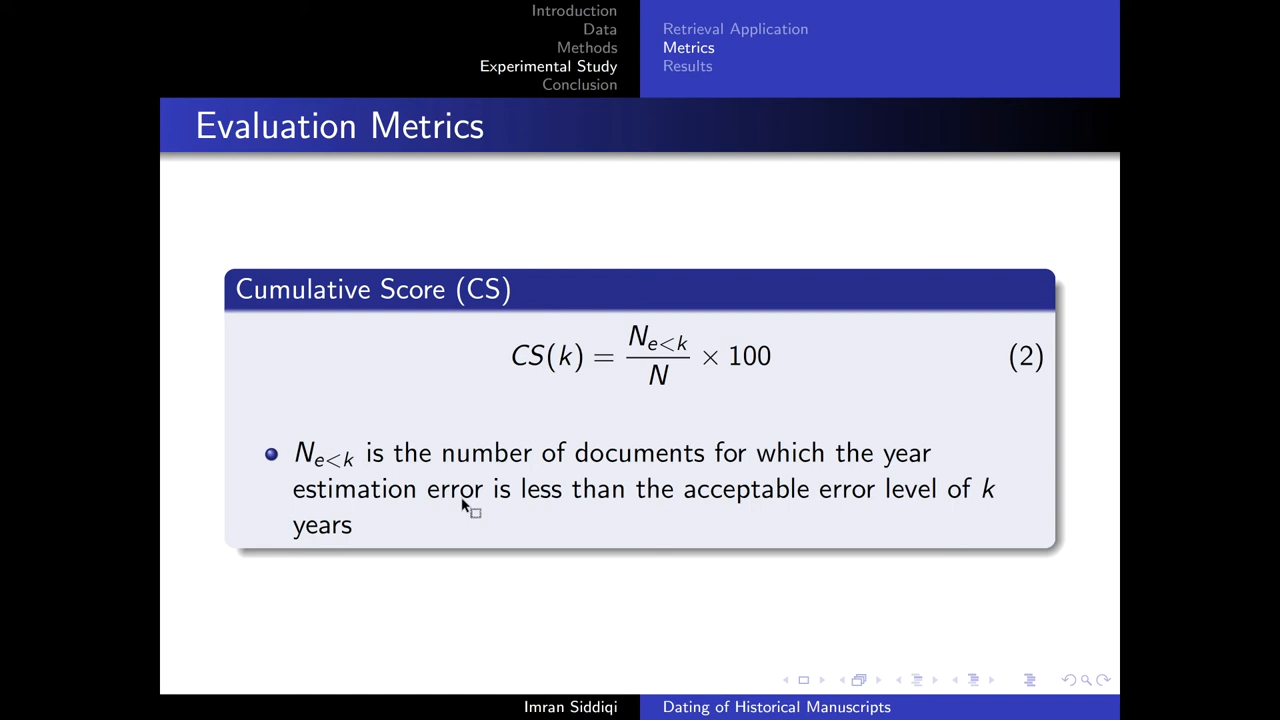 Introduction
Data
Methods
Experimental Study
Conclusion
Retrieval Application
Metrics
Results
Evaluation Metrics
Cumulative Score (CS)
CS(k) = \frac{N_{e<k}}{N} × 100 (2)
N_{e<k} is the number of documents for which the year
estimation error is less than the acceptable error level of k
years
Imran Siddiqi Dating of Historical Manuscripts